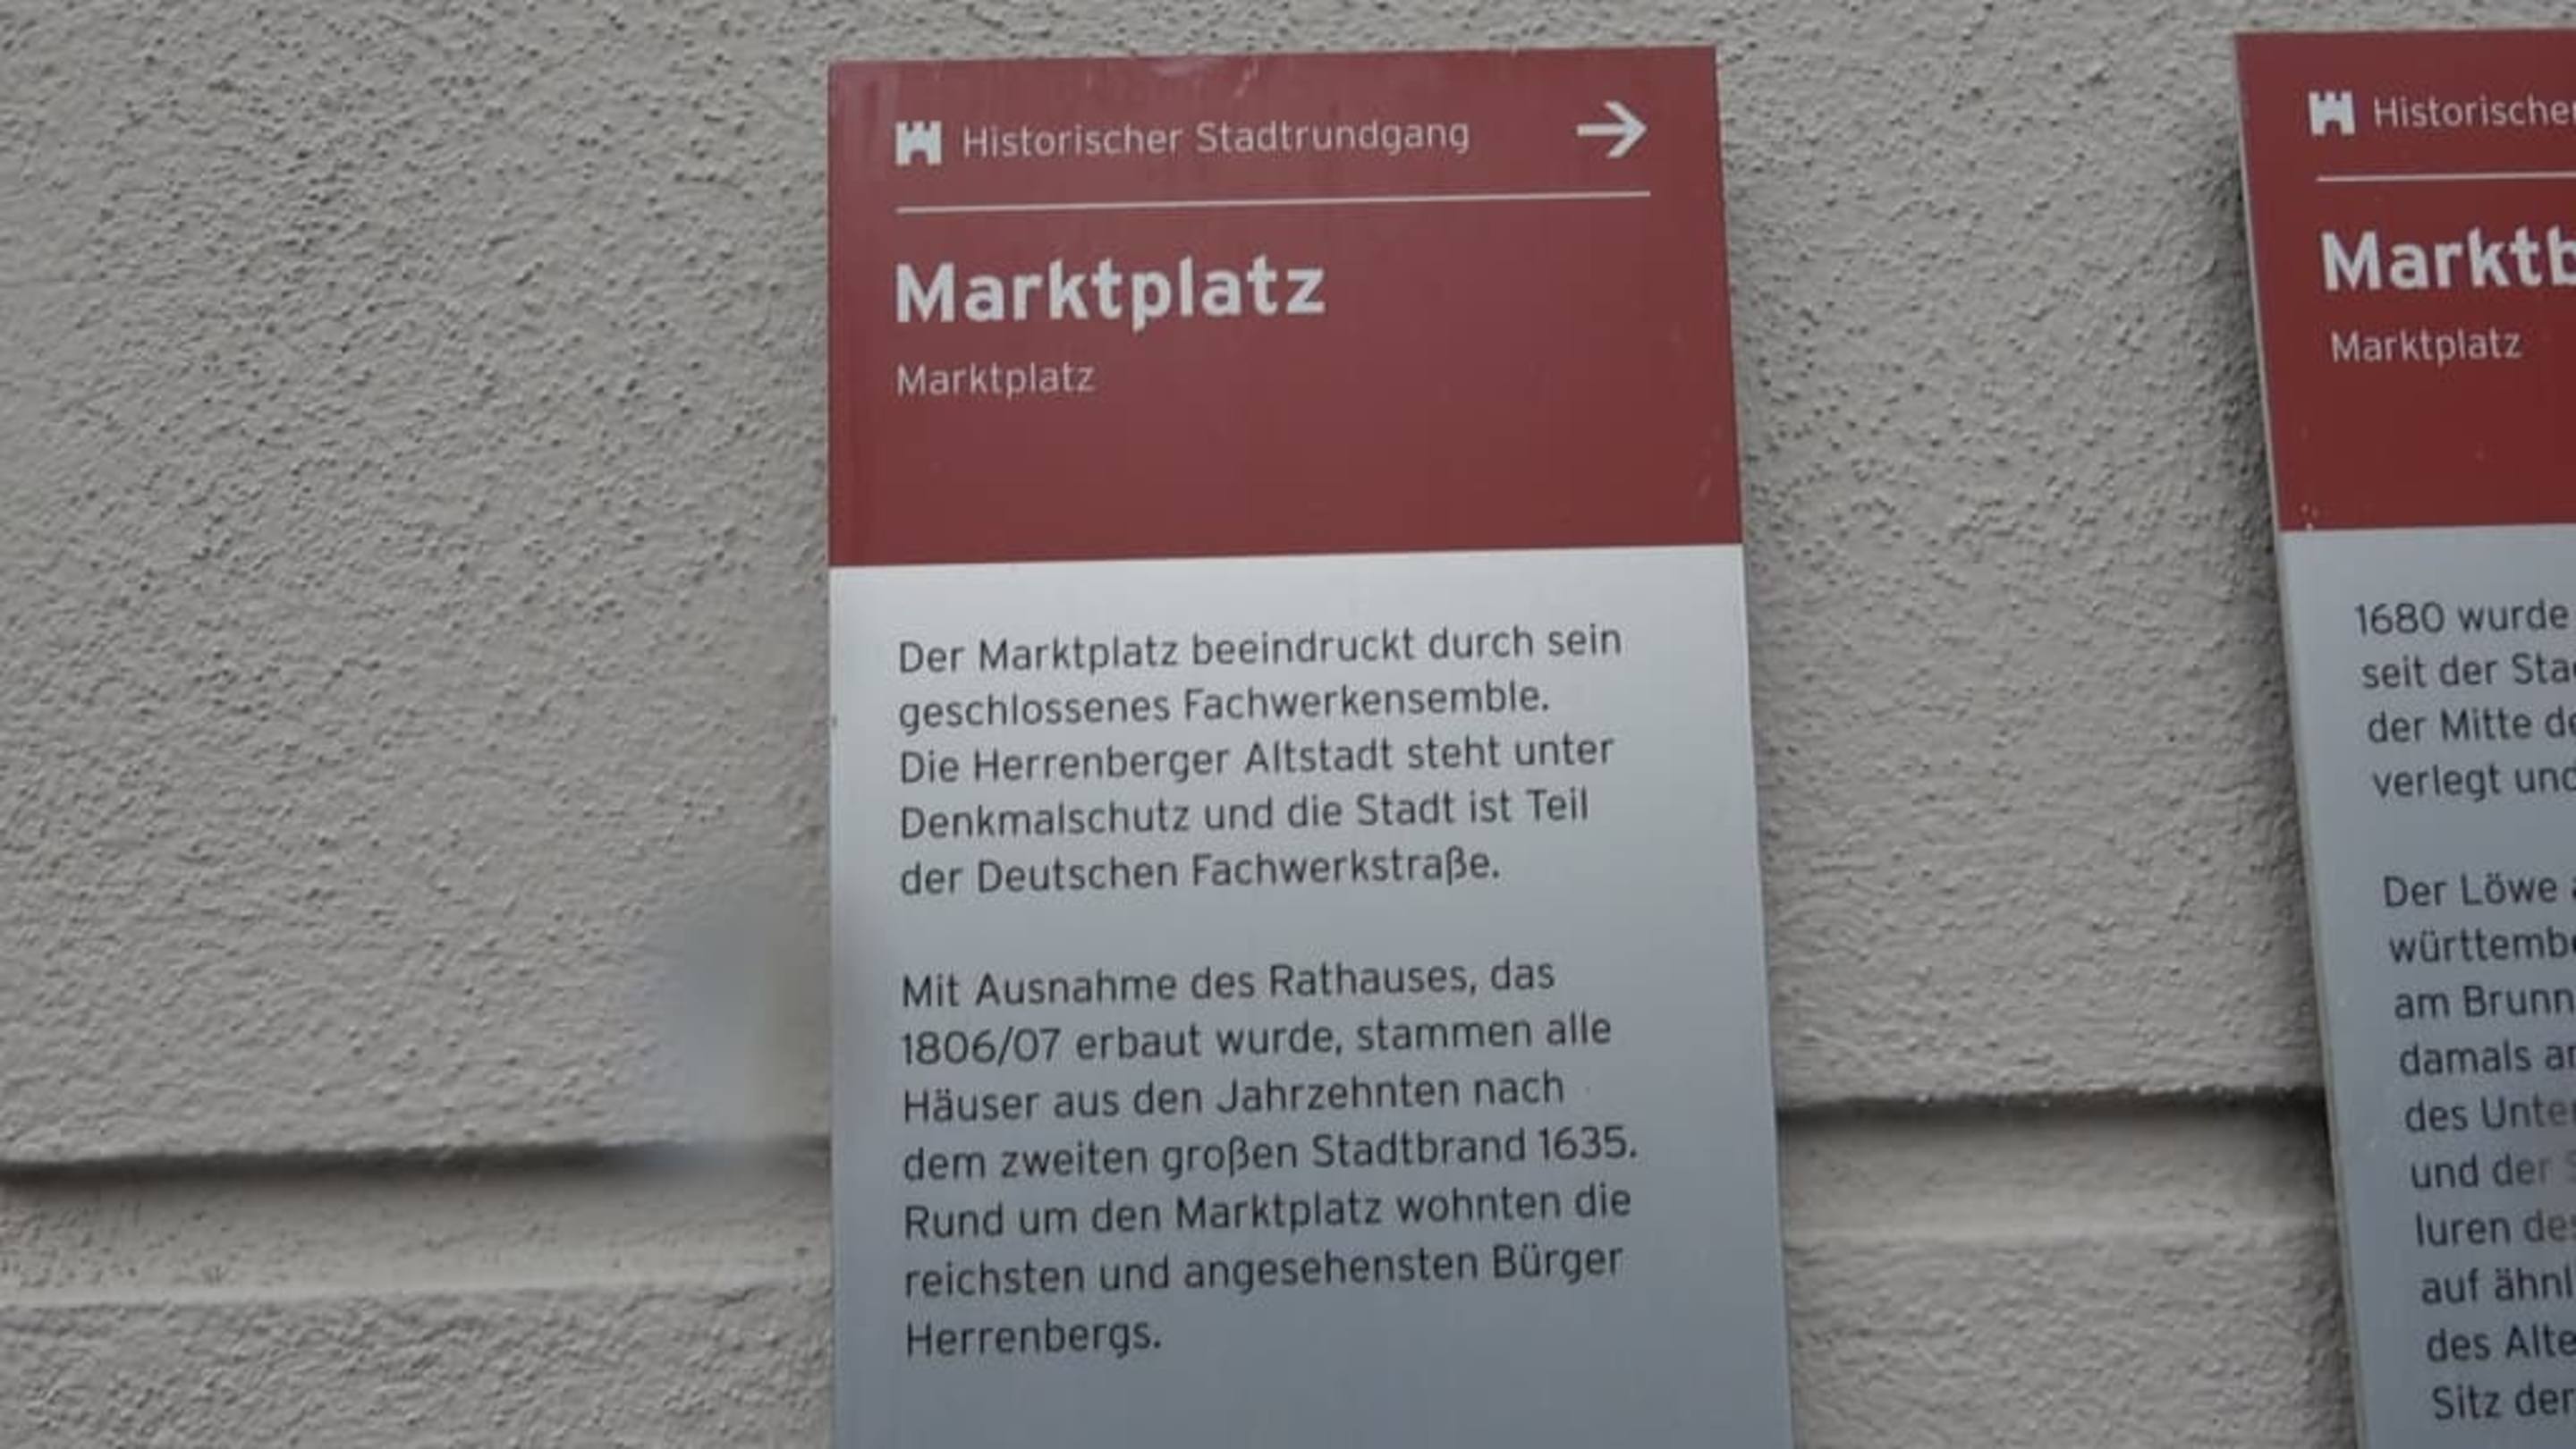 Historischer Stadtrundgang
Marktplatz
Marktplatz
Der Marktplatz beeindruckt durch sein
geschlossenes Fachwerkensemble.
Die Herrenberger Altstadt steht unter
Denkmalschutz und die Stadt ist Teil
der Deutschen Fachwerkstraße.
Mit Ausnahme des Rathauses, das
1806/07 erbaut wurde, stammen alle
Häuser aus den Jahrzehnten nach
dem zweiten großen Stadtbrand 1635.
Rund um den Marktplatz wohnten die
reichsten und angesehensten Bürger
Herrenbergs.
Marktplatz
1680 wurde
seit der
der Mitte
verlegt
Der Löwe
am
damals
des
und der
luren
auf
des
Sitz